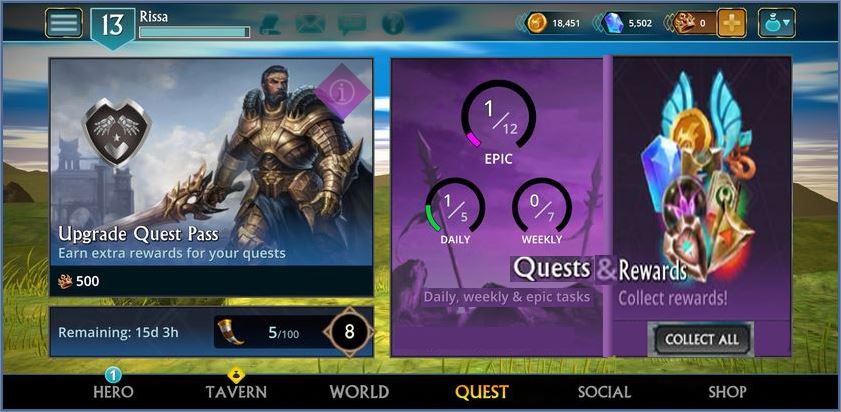 13
Rissa
18,451
5,502
0
Upgrade Quest Pass
Earn extra rewards for your quests
500
Remaining: 15d 3h
5/100
8
1/12
EPIC
1/5
DAILY
0/7
WEEKLY
Quests & Rewards
Daily, weekly & epic tasks
Collect rewards!
COLLECT ALL
1
HERO
TAVERN
WORLD
QUEST
SOCIAL
SHOP